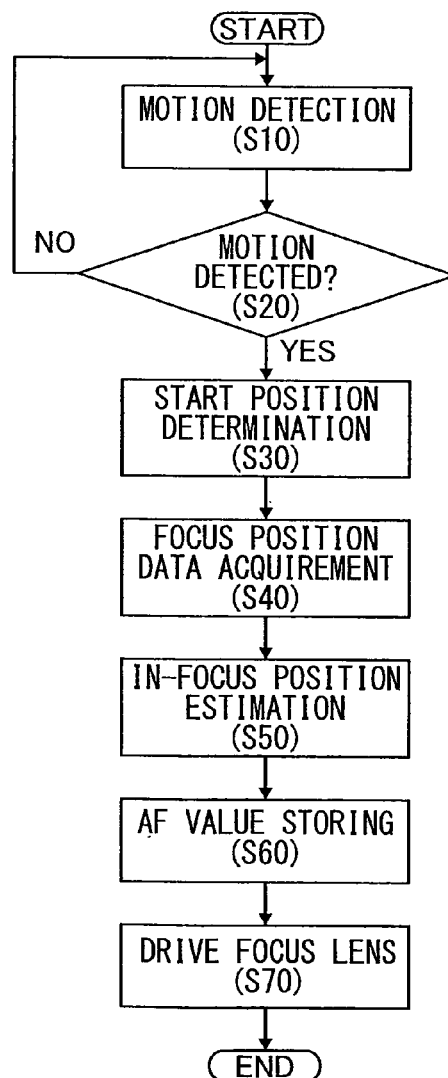 START
MOTION DETECTION
(S10)
MOTION
DETECTED?
(S20)
NO
YES
START POSITION
DETERMINATION
(S30)
FOCUS POSITION
DATA ACQUIREMENT
(S40)
IN-FOCUS POSITION
ESTIMATION
(S50)
AF VALUE STORING
(S60)
DRIVE FOCUS LENS
(S70)
END